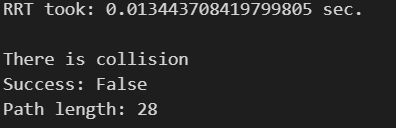 RRT took: 0.013443708419799805 sec.
There is collision
Success: False
Path length: 28